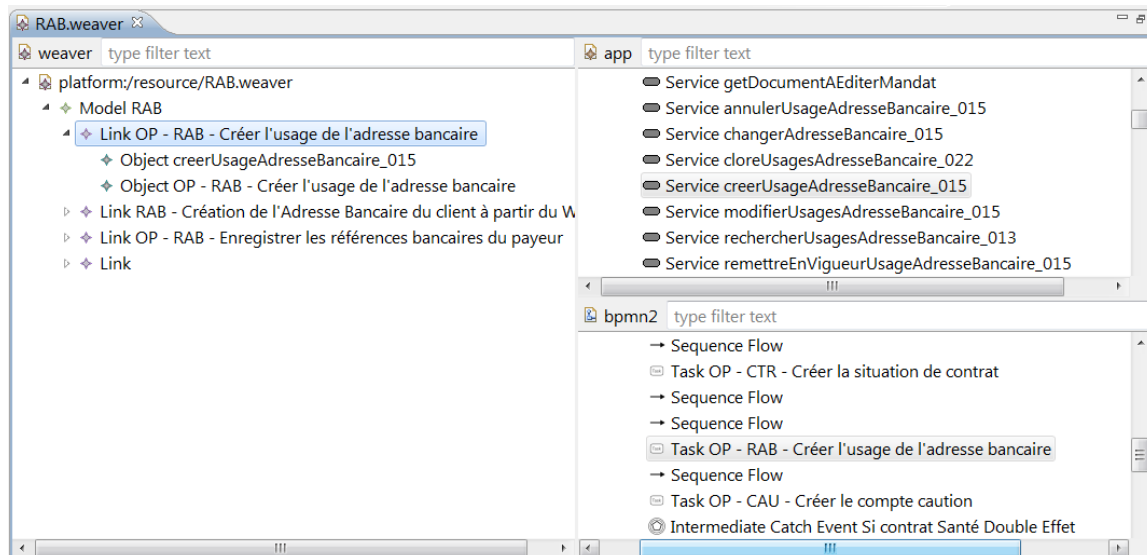 RAB.weaver
weaver type filter text
platform:/resource/RAB.weaver
Model RAB
Link OP - RAB - Créer l'usage de l'adresse bancaire
Object creerUsageAdresseBancaire_015
Object OP - RAB - Créer l'usage de l'adresse bancaire
Link RAB - Création de l'Adresse Bancaire du client à partir du W
Link OP - RAB - Enregistrer les références bancaires du payeur
Link
app type filter text
Service getDocumentAEditerMandat
Service annulerUsageAdresseBancaire_015
Service changerAdresseBancaire_015
Service cloreUsagesAdresseBancaire_022
Service creerUsageAdresseBancaire_015
Service modifierUsagesAdresseBancaire_015
Service rechercherUsagesAdresseBancaire_013
Service remettreEnVigueurUsageAdresseBancaire_015
bpmn2 type filter text
Sequence Flow
Task OP - CTR - Créer la situation de contrat
Sequence Flow
Sequence Flow
Task OP - RAB - Créer l'usage de l'adresse bancaire
Sequence Flow
Task OP - CAU - Créer le compte caution
Intermediate Catch Event Si contrat Santé Double Effet